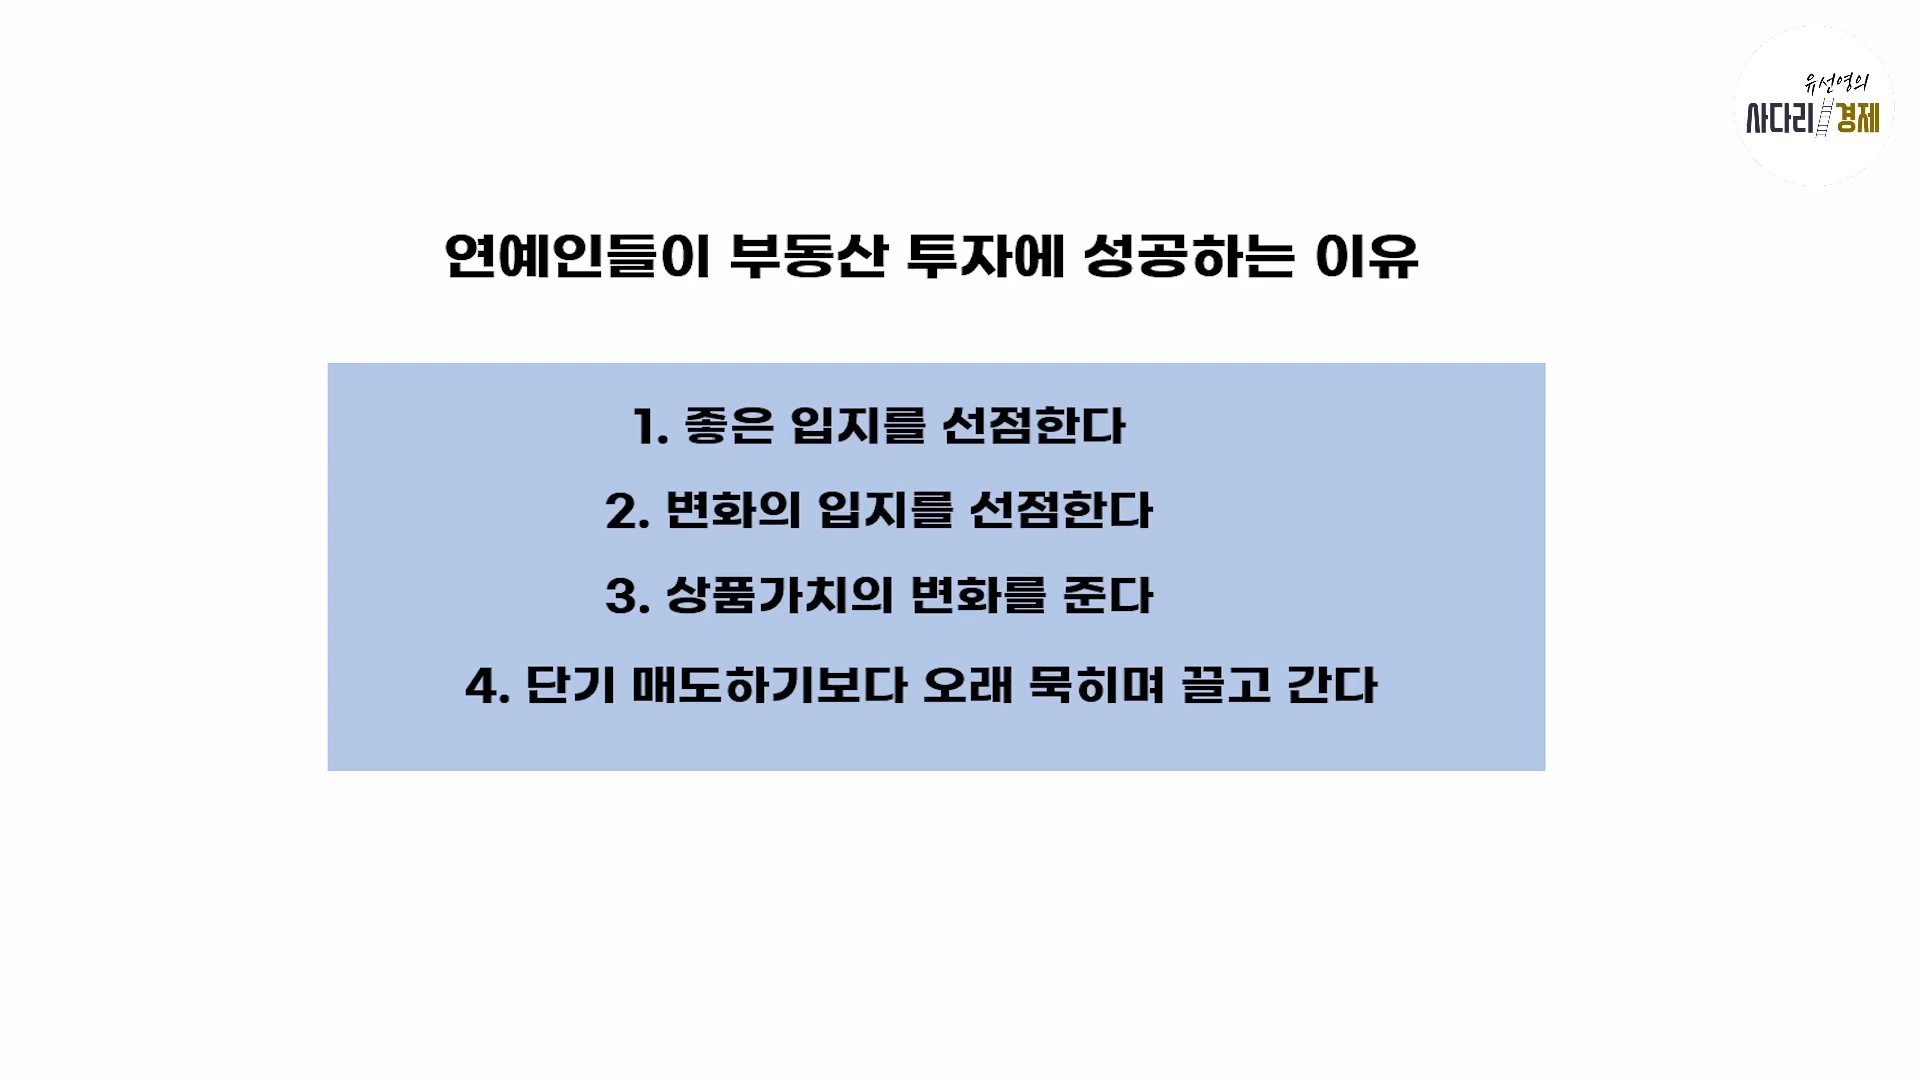 유선영의
사다리 경제
연예인들이 부동산 투자에 성공하는 이유
1. 좋은 입지를 선점한다
2. 변화의 입지를 선점한다
3. 상품가치의 변화를 준다
4. 단기 매도하기보다 오래 묵히며 끌고 간다